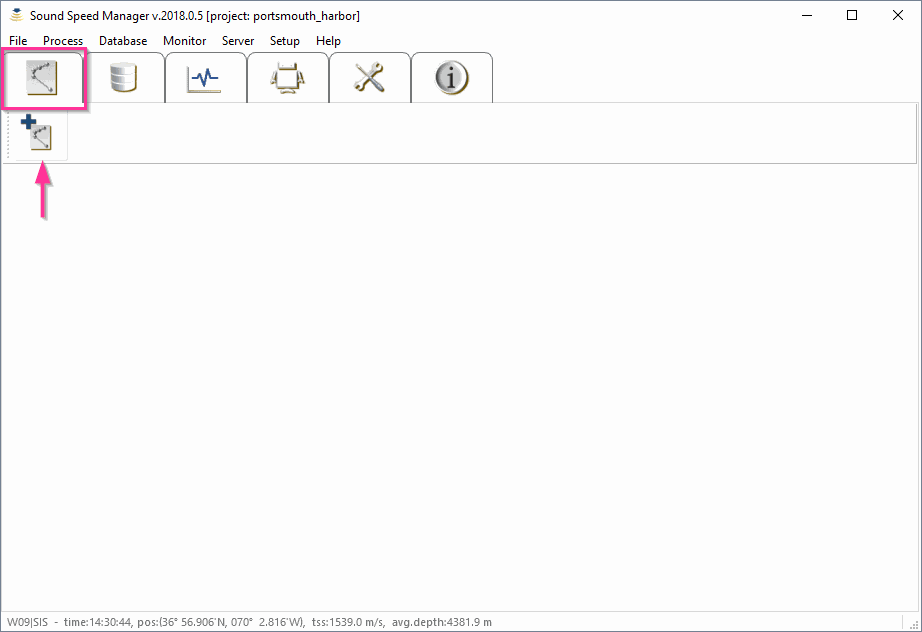 Sound Speed Manager v.2018.0.5 [project: portsmouth_harbor]
File Process Database Monitor Server Setup Help
W09|SIS - time:14:30:44, pos:(36° 56.906'N, 070° 2.816'W), tss:1539.0 m/s, avg.depth:4381.9 m